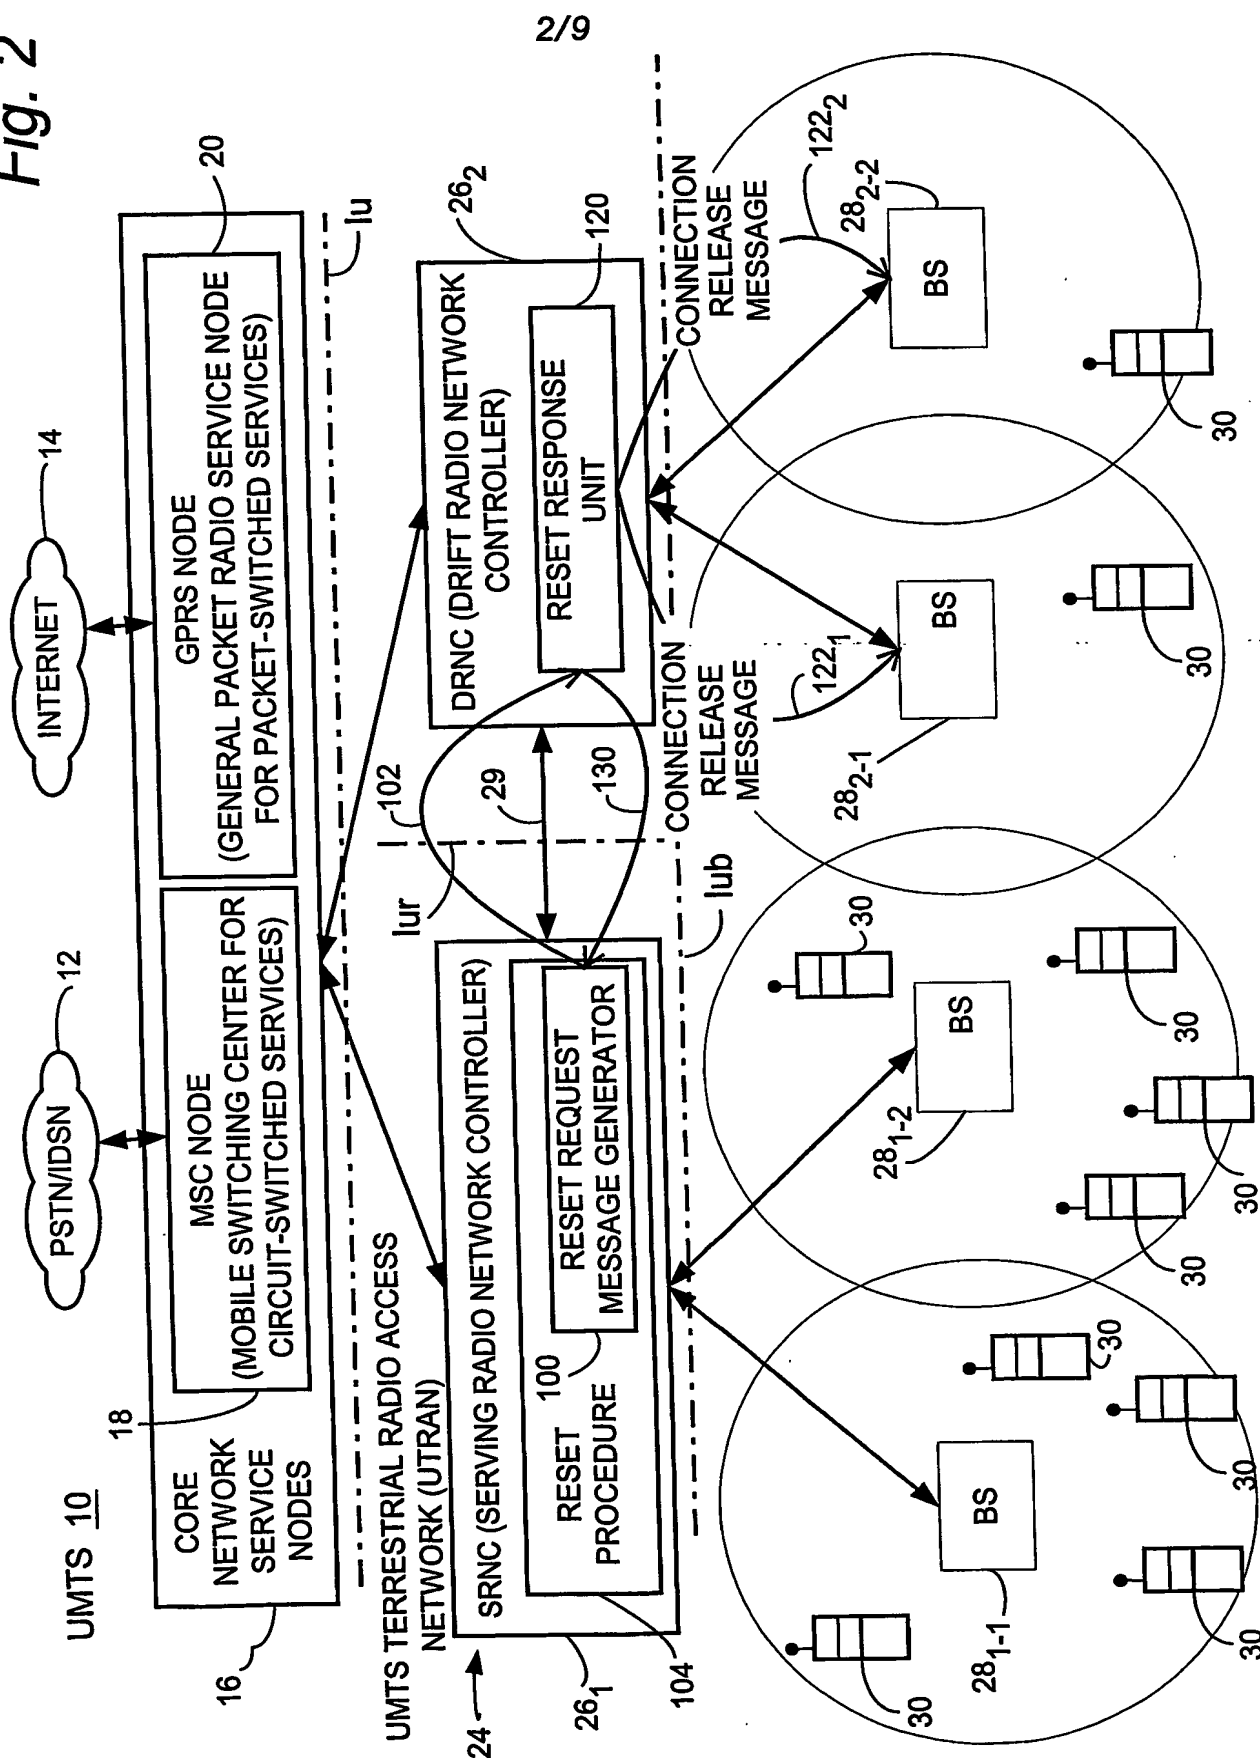 2/9
Fig. 2
UMTS 10
PSTN/IDSN
12
INTERNET
14
CORE
NETWORK
SERVICE
NODES
16
18
MSC NODE
(MOBILE SWITCHING CENTER FOR
CIRCUIT-SWITCHED SERVICES)
GPRS NODE
(GENERAL PACKET RADIO SERVICE NODE
FOR PACKET-SWITCHED SERVICES)
20
Iu
UMTS TERRESTRIAL RADIO ACCESS
NETWORK (UTRAN)
24
26₁
SRNC (SERVING RADIO NETWORK CONTROLLER)
RESET
PROCEDURE
104
100
RESET REQUEST
MESSAGE GENERATOR
Iur
102
29
130
26₂
DRNC (DRIFT RADIO NETWORK
CONTROLLER)
RESET RESPONSE
UNIT
120
Iub
CONNECTION
RELEASE
MESSAGE
122₁
CONNECTION
RELEASE
MESSAGE
122₂
BS
28₁₋₁
BS
28₁₋₂
BS
28₂₋₁
BS
28₂₋₂
30
30
30
30
30
30
30
30
30
30